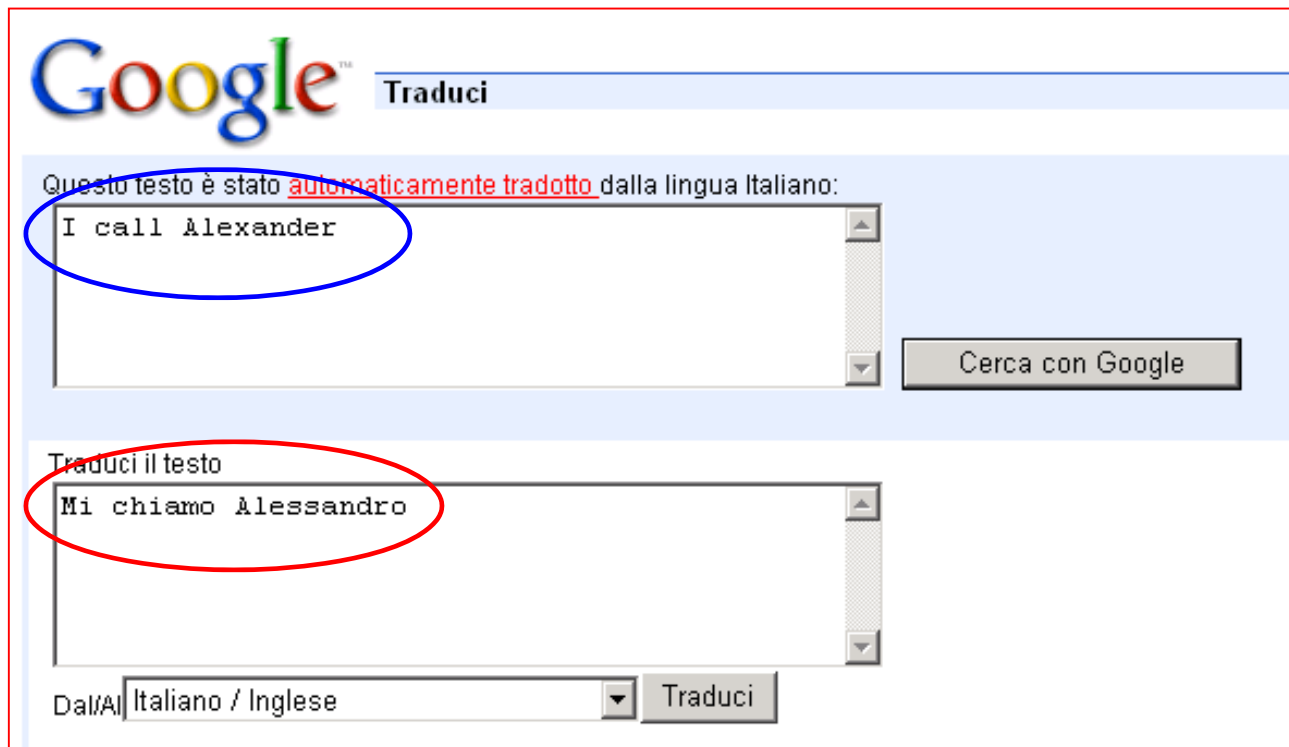 Google™
Traduci
Questo testo è stato automaticamente tradotto dalla lingua Italiano:
I call Alexander
Cerca con Google
Traduci il testo
Mi chiamo Alessandro
Dal/Al Italiano / Inglese Traduci